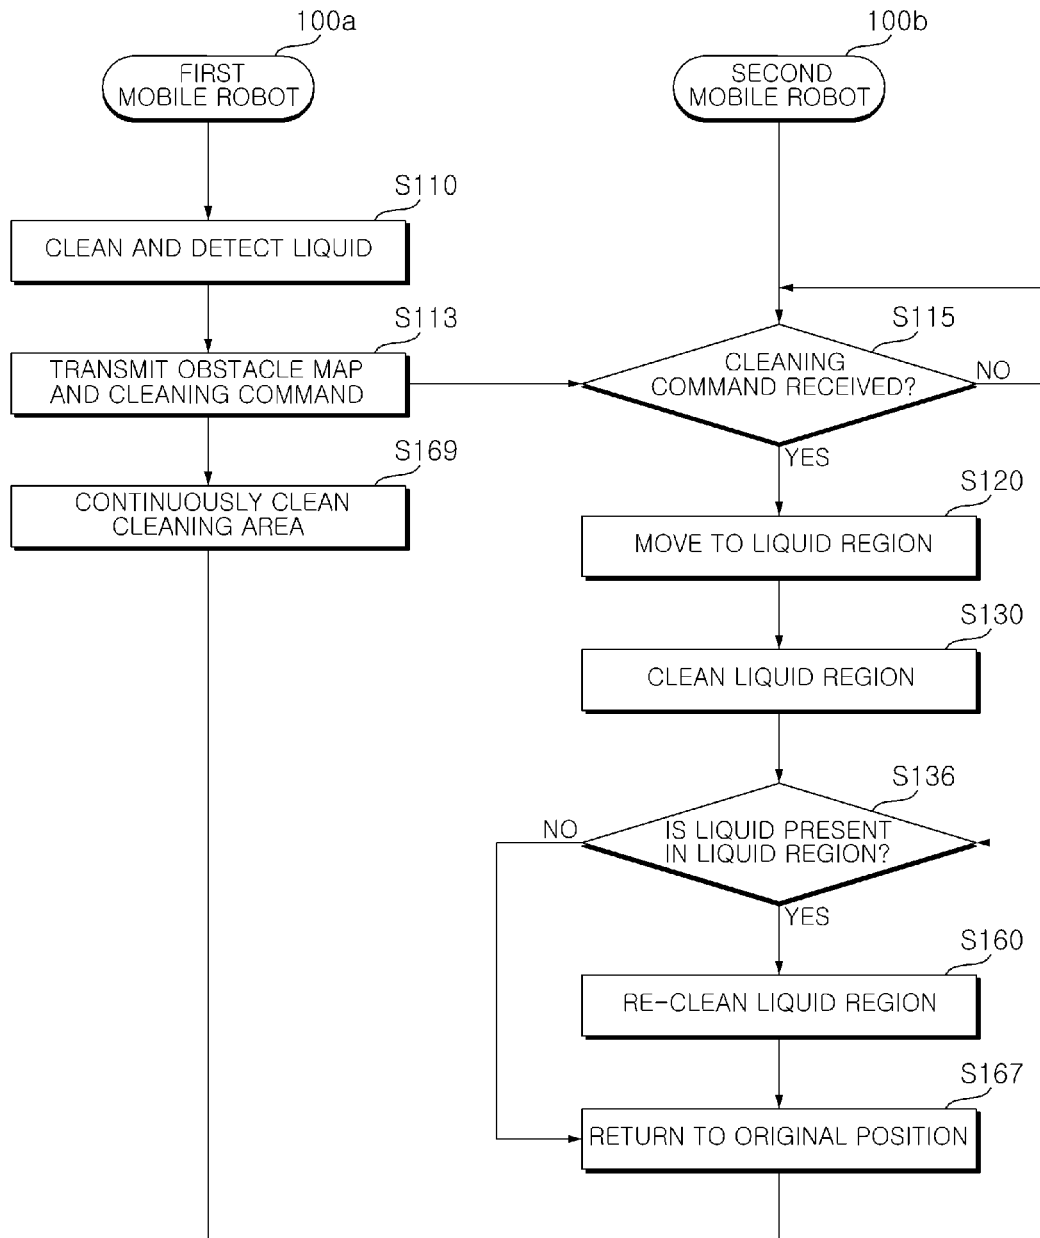 100a
FIRST
MOBILE ROBOT
100b
SECOND
MOBILE ROBOT
S110
CLEAN AND DETECT LIQUID
S113
TRANSMIT OBSTACLE MAP
AND CLEANING COMMAND
S115
CLEANING
COMMAND RECEIVED?
NO
YES
S169
CONTINUOUSLY CLEAN
CLEANING AREA
S120
MOVE TO LIQUID REGION
S130
CLEAN LIQUID REGION
S136
IS LIQUID PRESENT
IN LIQUID REGION?
NO
YES
S160
RE-CLEAN LIQUID REGION
S167
RETURN TO ORIGINAL POSITION